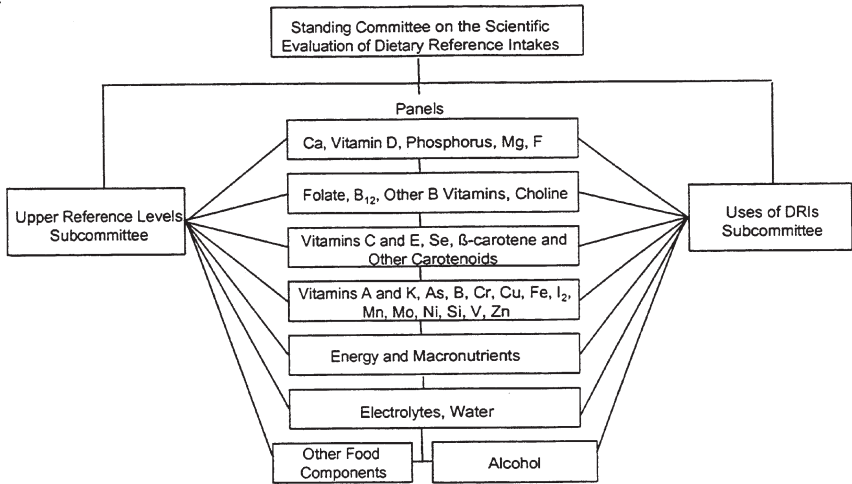 Standing Committee on the Scientific
Evaluation of Dietary Reference Intakes
Panels
Ca, Vitamin D, Phosphorus, Mg, F
Folate, B₁₂, Other B Vitamins, Choline
Upper Reference Levels
Subcommittee
Uses of DRIs
Subcommittee
Vitamins C and E, Se, ß-carotene and
Other Carotenoids
Vitamins A and K, As, B, Cr, Cu, Fe, I₂,
Mn, Mo, Ni, Si, V, Zn
Energy and Macronutrients
Electrolytes, Water
Other Food
Components
Alcohol